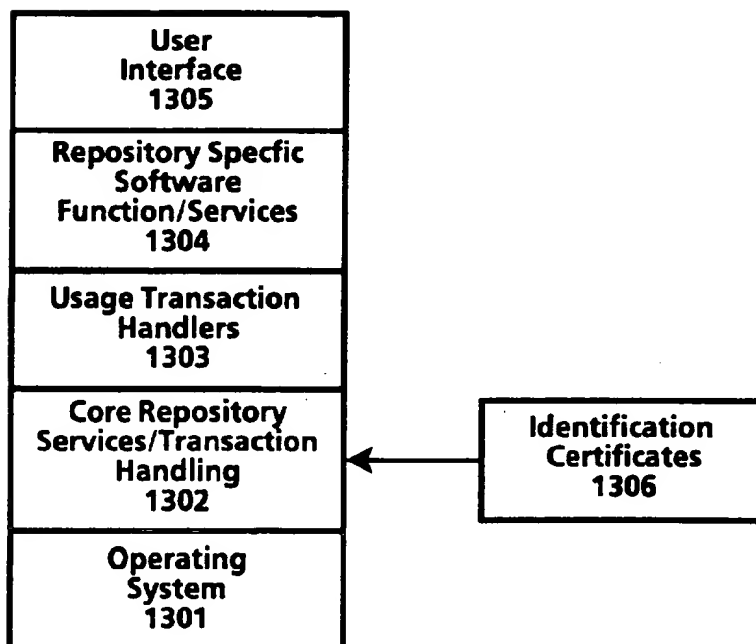 User
Interface
1305
Repository Specfic
Software
Function/Services
1304
Usage Transaction
Handlers
1303
Core Repository
Services/Transaction
Handling
1302
Identification
Certificates
1306
Operating
System
1301